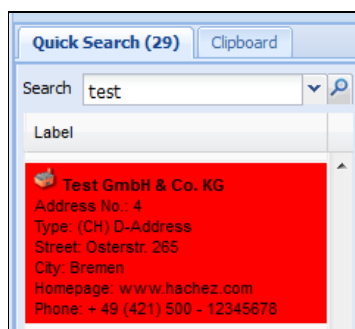 Quick Search (29) Clipboard
Search test
Label
Test GmbH & Co. KG
Address No.: 4
Type: (CH) D-Address
Street: Osterstr. 265
City: Bremen
Homepage: www.hachez.com
Phone: + 49 (421) 500 - 12345678